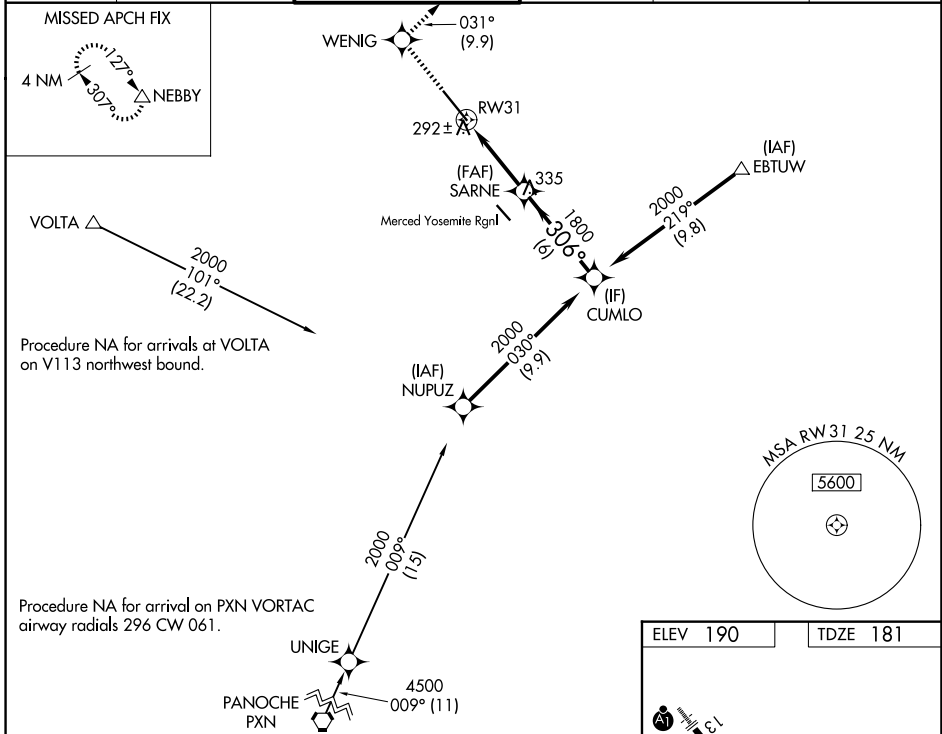 MISSED APCH FIX
4 NM
127°
307°
NEBBY
WENIG
031°
(9.9)
RW31
292±
(FAF)
SARNE
335
Merced Yosemite Rgnl
(IAF)
EBTUW
2000
219°
(9.8)
1800
306°
(6)
(IF)
CUMLO
VOLTA
2000
101°
(22.2)
Procedure NA for arrivals at VOLTA
on V113 northwest bound.
2000
030°
(9.9)
(IAF)
NUPUZ
MSA RW 31 25 NM
5600
2000
009°
(15)
Procedure NA for arrival on PXN VORTAC
airway radials 296 CW 061.
UNIGE
4500
009° (11)
PANOCHE
PXN
ELEV 190
TDZE 181
A1
13